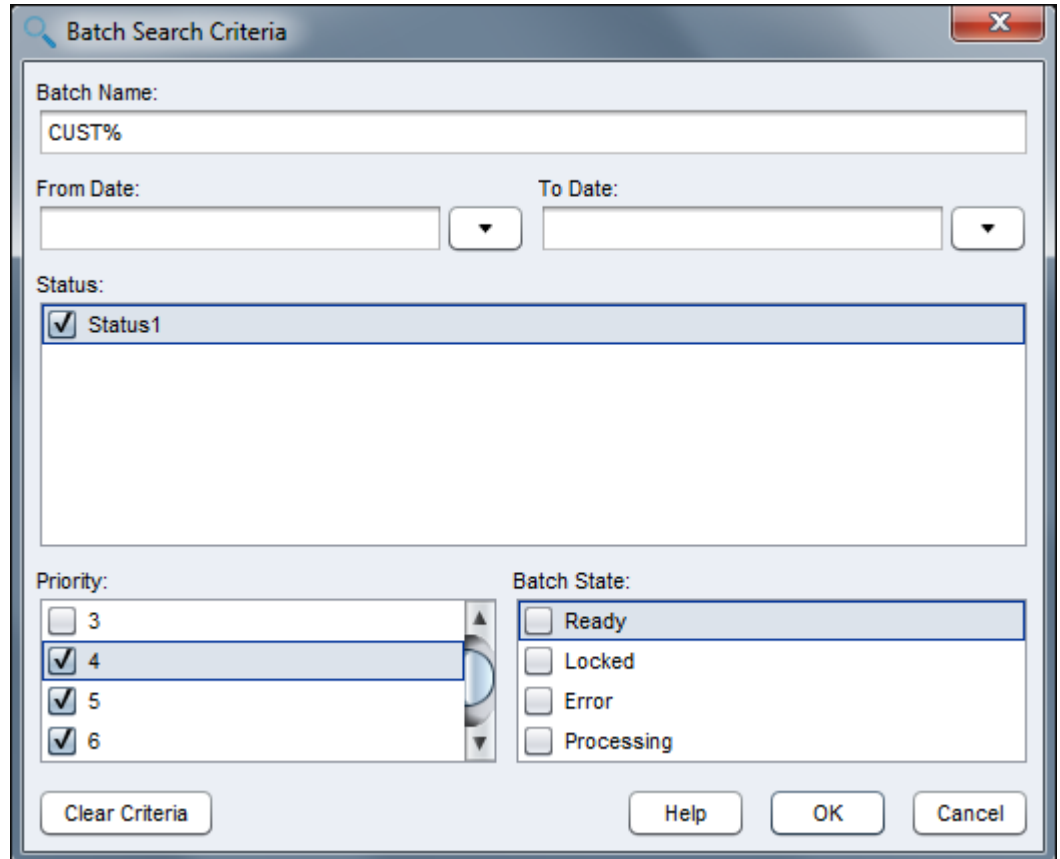 Batch Search Criteria
Batch Name:
CUST%
From Date: To Date:
Status:
Status1
Priority: Batch State:
3 Ready
4 Locked
5 Error
6 Processing
Clear Criteria Help OK Cancel